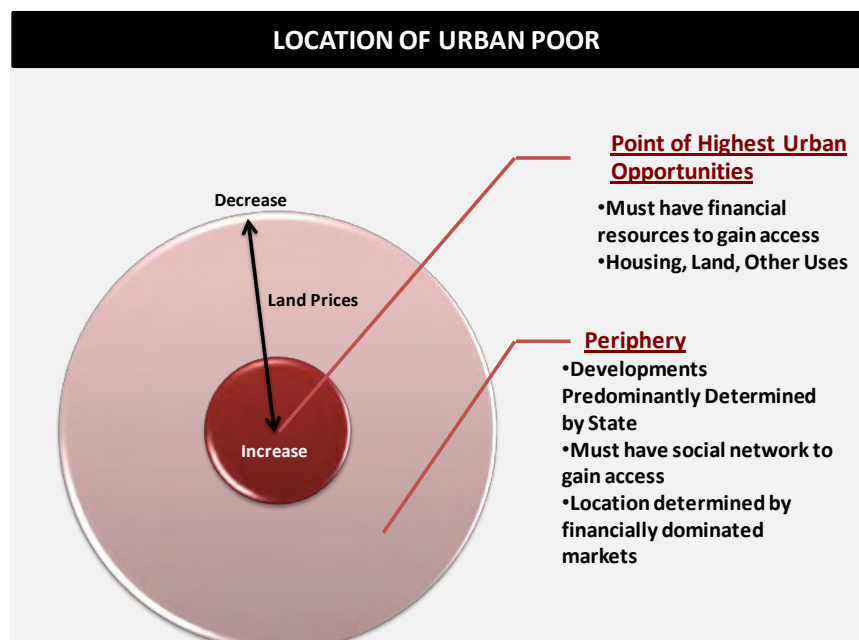 LOCATION OF URBAN POOR
Point of Highest Urban
Opportunities
•Must have financial
resources to gain access
•Housing, Land, Other Uses
Decrease
Land Prices
Increase
Periphery
•Developments
Predominantly Determined
by State
•Must have social network to
gain access
•Location determined by
financially dominated
markets